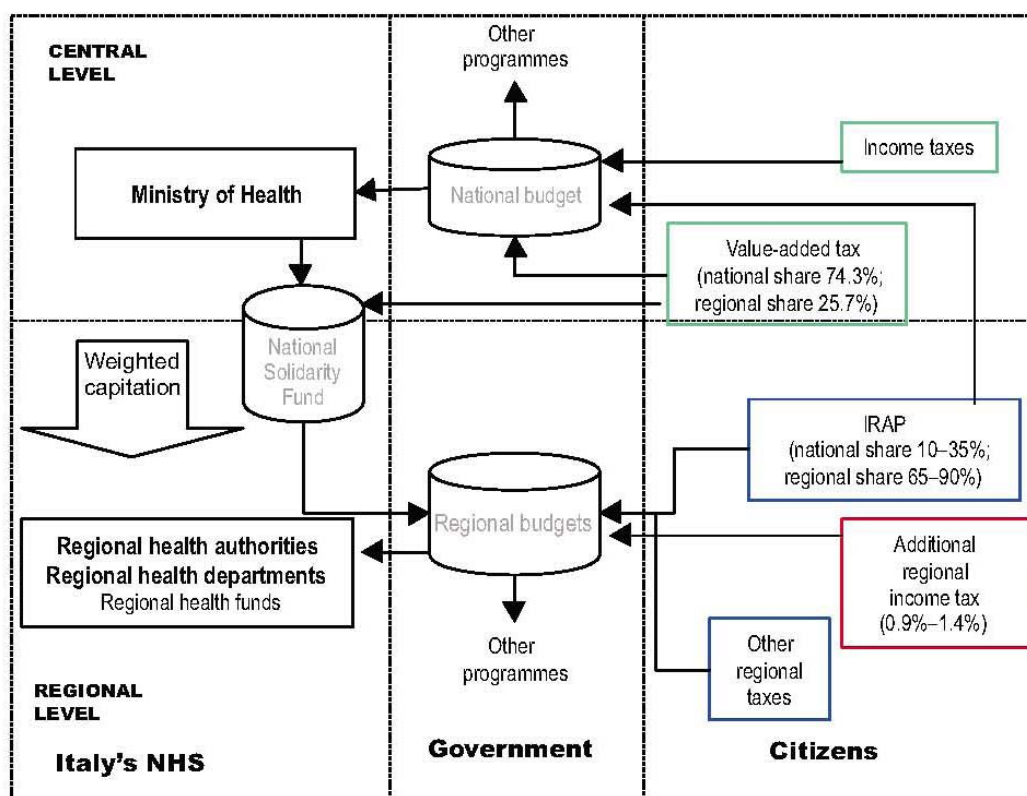 CENTRAL
LEVEL
Other
programmes
Income taxes
Ministry of Health
National budget
Value-added tax
(national share 74.3%;
regional share 25.7%)
National
Solidarity
Fund
Weighted
capitation
IRAP
(national share 10–35%;
regional share 65–90%)
Regional budgets
Regional health authorities
Regional health departments
Regional health funds
Additional
regional
income tax
(0.9%–1.4%)
Other
programmes
Other
regional
taxes
REGIONAL
LEVEL
Italy's NHS
Government
Citizens